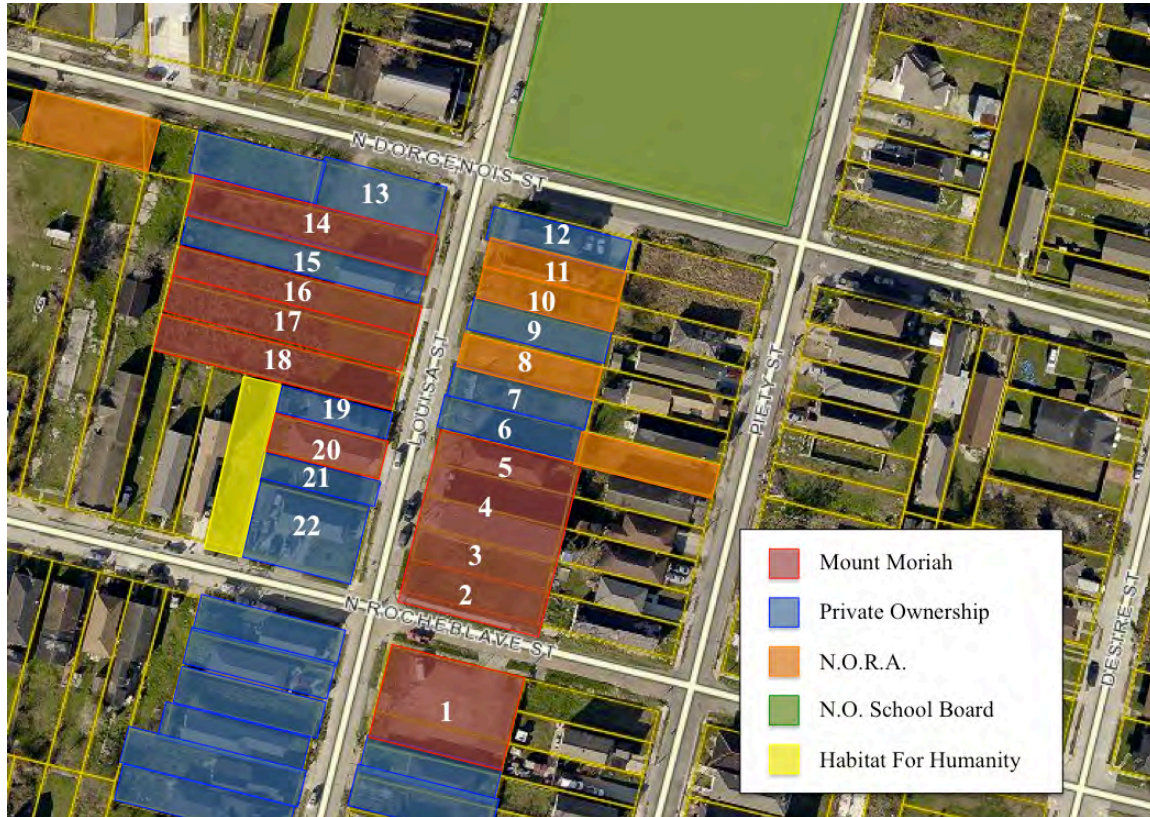 N DORGENOIS ST
13
14
12
15
11
16
10
17
9
18
8
LOUISA ST
PIETY ST
19
7
20
6
21
5
22
4
3
2
N ROCHEBLAVE ST
1
DESIRE ST
Mount Moriah
Private Ownership
N.O.R.A.
N.O. School Board
Habitat For Humanity